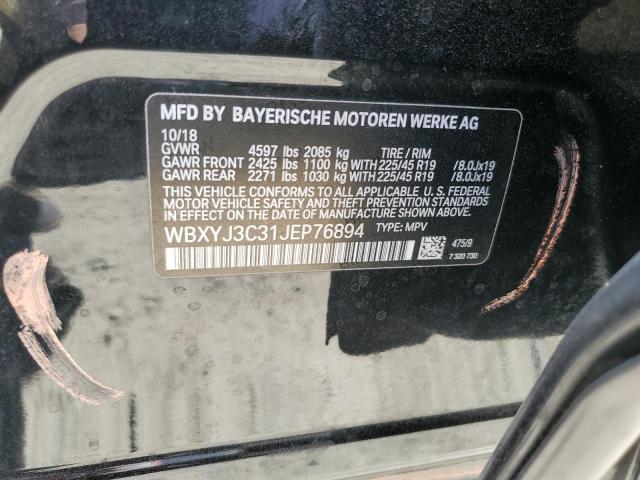 MFD BY BAYERISCHE MOTOREN WERKE AG
10/18
GVWR 4597 lbs 2085 kg TIRE / RIM
GAWR FRONT 2425 lbs 1100 kg WITH 225/45 R19 /8.0Jx19
GAWR REAR 2271 lbs 1030 kg WITH 225/45 R19 /8.0Jx19
THIS VEHICLE CONFORMS TO ALL APPLICABLE U. S. FEDERAL
MOTOR VEHICLE SAFETY AND THEFT PREVENTION STANDARDS
IN EFFECT ON THE DATE OF MANUFACTURE SHOWN ABOVE.
WBXYJ3C31JEP76894 TYPE: MPV
475/9
7 320 730